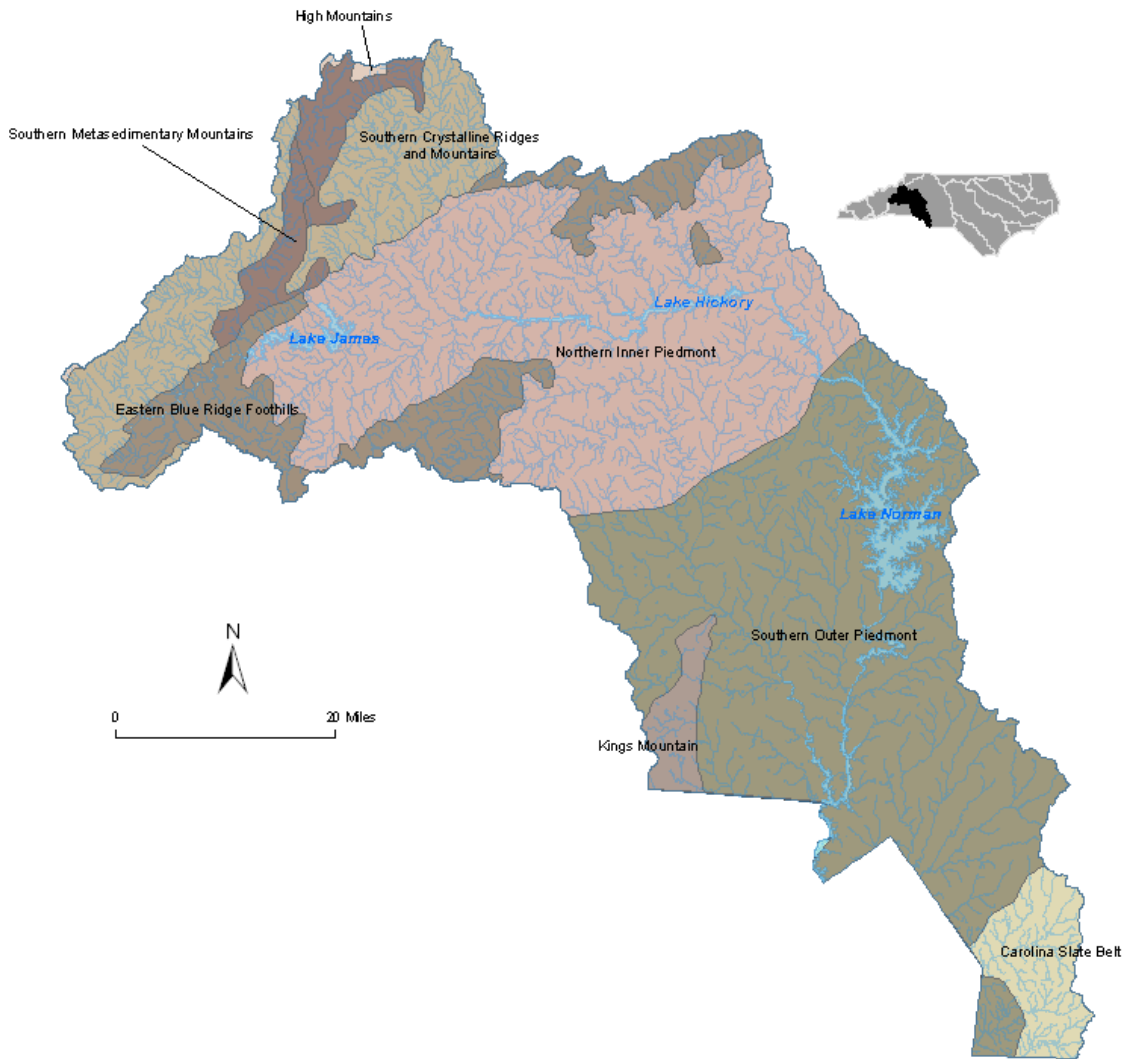 High Mountains
Southern Metasedimentary Mountains
Southern Crystalline Ridges
and Mountains
Lake Hickory
Lake James
Northern Inner Piedmont
Eastern Blue Ridge Foothills
Lake Norman
N
Southern Outer Piedmont
0 20 Miles
Kings Mountain
Carolina Slate Belt